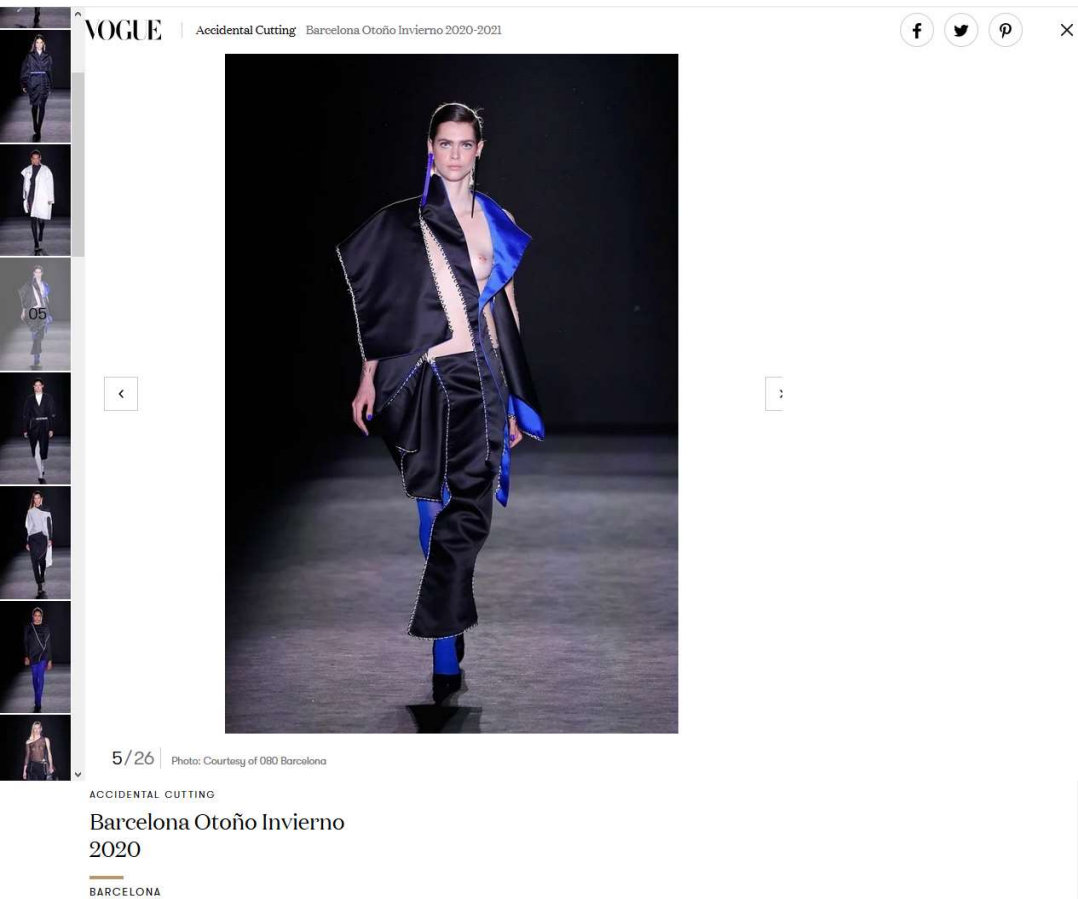 VOGUE
Accidental Cutting Barcelona Otoño Invierno 2020-2021
05
5/26 Photo: Courtesy of 080 Barcelona
ACCIDENTAL CUTTING
Barcelona Otoño Invierno
2020
BARCELONA